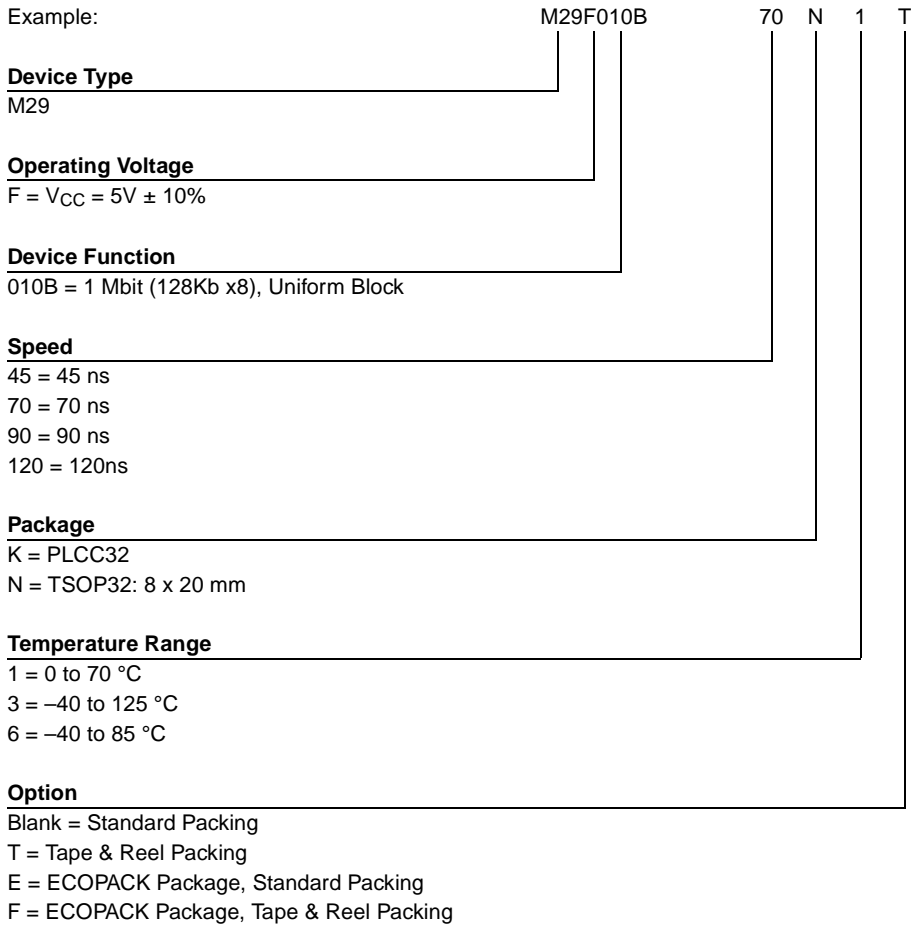 Example: M29F010B 70 N 1 T
Device Type
M29
Operating Voltage
F = VCC = 5V ± 10%
Device Function
010B = 1 Mbit (128Kb x8), Uniform Block
Speed
45 = 45 ns
70 = 70 ns
90 = 90 ns
120 = 120ns
Package
K = PLCC32
N = TSOP32: 8 x 20 mm
Temperature Range
1 = 0 to 70 °C
3 = –40 to 125 °C
6 = –40 to 85 °C
Option
Blank = Standard Packing
T = Tape & Reel Packing
E = ECOPACK Package, Standard Packing
F = ECOPACK Package, Tape & Reel Packing